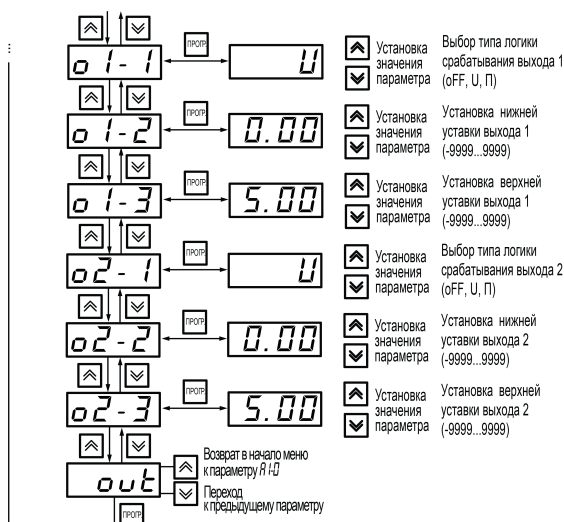 ПРОГР.
o1-1
U
Установка
значения
параметра
Выбор типа логики
срабатывания выхода 1
(oFF, U, П)
ПРОГР.
o1-2
0.00
Установка
значения
параметра
Установка нижней
уставки выхода 1
(-9999...9999)
ПРОГР.
o1-3
5.00
Установка
значения
параметра
Установка верхней
уставки выхода 1
(-9999...9999)
ПРОГР.
o2-1
U
Установка
значения
параметра
Выбор типа логики
срабатывания выхода 2
(oFF, U, П)
ПРОГР.
o2-2
0.00
Установка
значения
параметра
Установка нижней
уставки выхода 2
(-9999...9999)
ПРОГР.
o2-3
5.00
Установка
значения
параметра
Установка верхней
уставки выхода 2
(-9999...9999)
out
Возврат в начало меню
к параметру A1-0
Переход
к предыдущему параметру
ПРОГР.